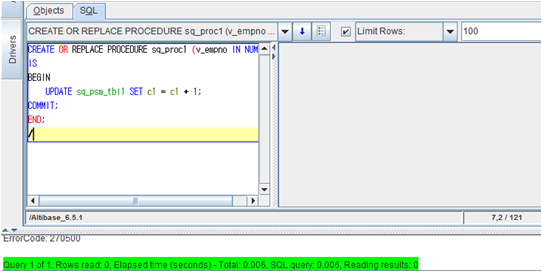 Objects SQL
Drivers
CREATE OR REPLACE PROCEDURE sq_proc1 (v_empno ... Limit Rows: 100
CREATE OR REPLACE PROCEDURE sq_proc1 (v_empno IN NUM
IS
BEGIN
UPDATE sq_psm_tbl1 SET c1 = c1 + 1;
COMMIT;
END;
/
/Altibase_6.5.1 7,2 / 121
ErrorCode: 270500
Query 1 of 1, Rows read: 0, Elapsed time (seconds) - Total: 0.006, SQL query: 0.006, Reading results: 0